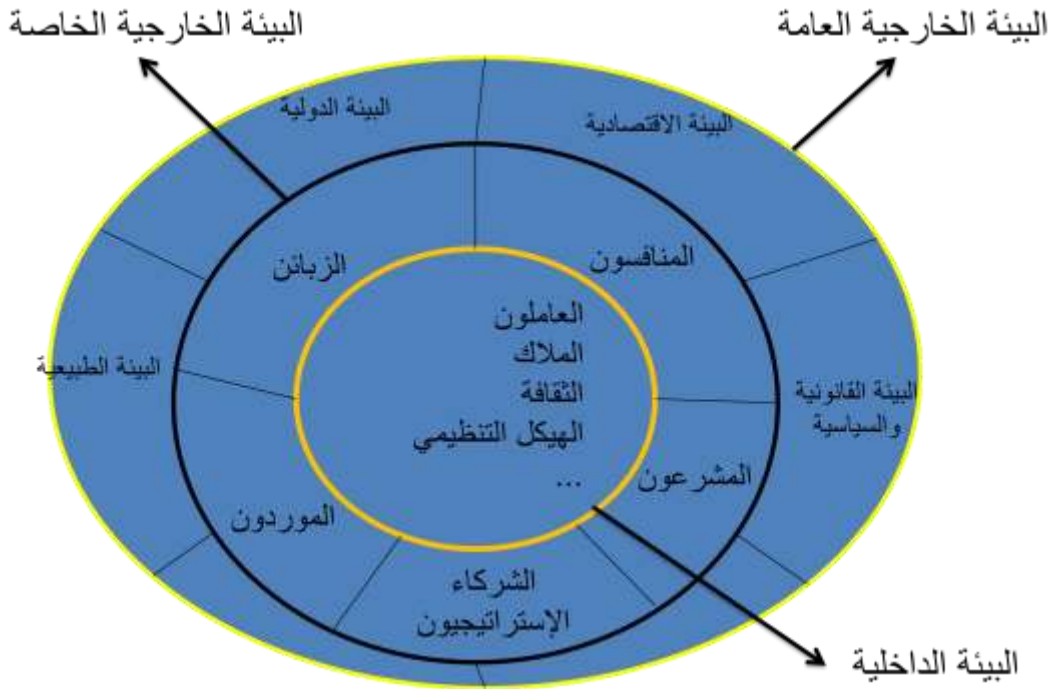 البيئة الخارجية العامة
البيئة الخارجية الخاصة
البيئة الدولية
البيئة الاقتصادية
الزبائن
المنافسون
العاملون
الملاك
الثقافة
الهيكل التنظيمي
...
البيئة الطبيعية
البيئة القانونية
والسياسية
المشرعون
الموردون
الشركاء
الإستراتيجيون
البيئة الداخلية